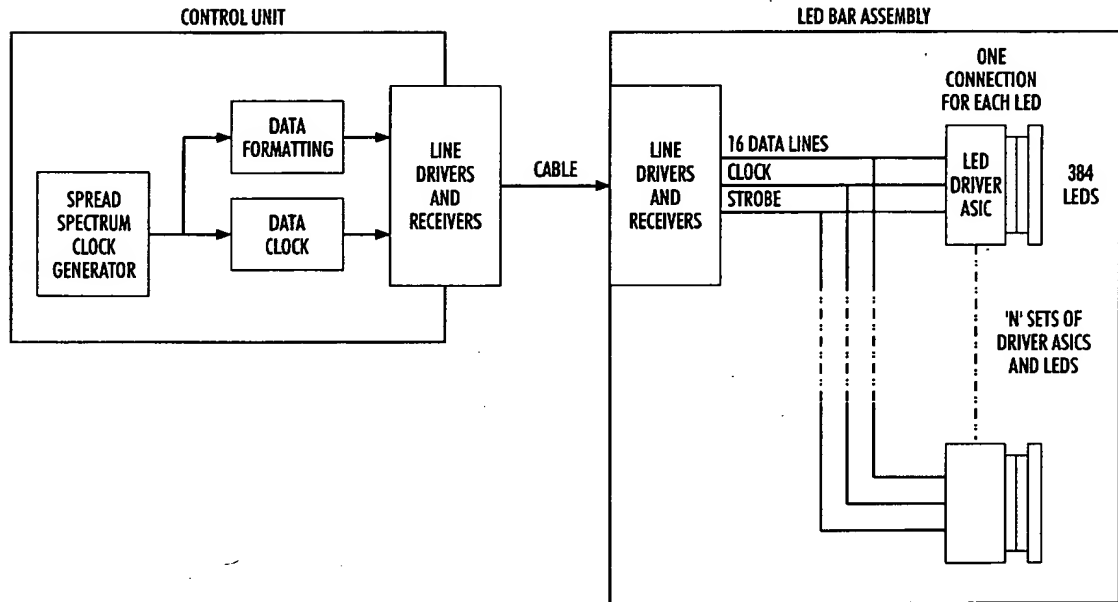 CONTROL UNIT
SPREAD
SPECTRUM
CLOCK
GENERATOR
DATA
FORMATTING
DATA
CLOCK
LINE
DRIVERS
AND
RECEIVERS
CABLE
LED BAR ASSEMBLY
LINE
DRIVERS
AND
RECEIVERS
16 DATA LINES
CLOCK
STROBE
ONE
CONNECTION
FOR EACH LED
LED
DRIVER
ASIC
384
LEDS
'N' SETS OF
DRIVER ASICS
AND LEDS